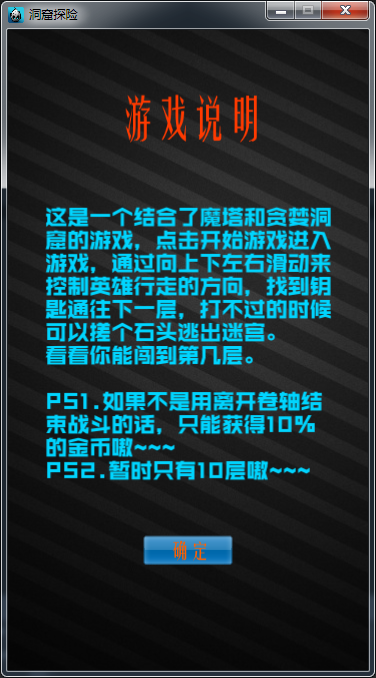 洞窟探险
游戏说明
这是一个结合了魔塔和贪婪洞
窟的游戏，点击开始游戏进入
游戏，通过向上下左右滑动来
控制英雄行走的方向，找到钥
匙通往下一层，打不过的时候
可以搓个石头逃出迷宫。
看看你能闯到第几层。
PS1.如果不是用离开卷轴结
束战斗的话，只能获得10%
的金币嗷~~~
PS2.暂时只有10层嗷~~~
确定